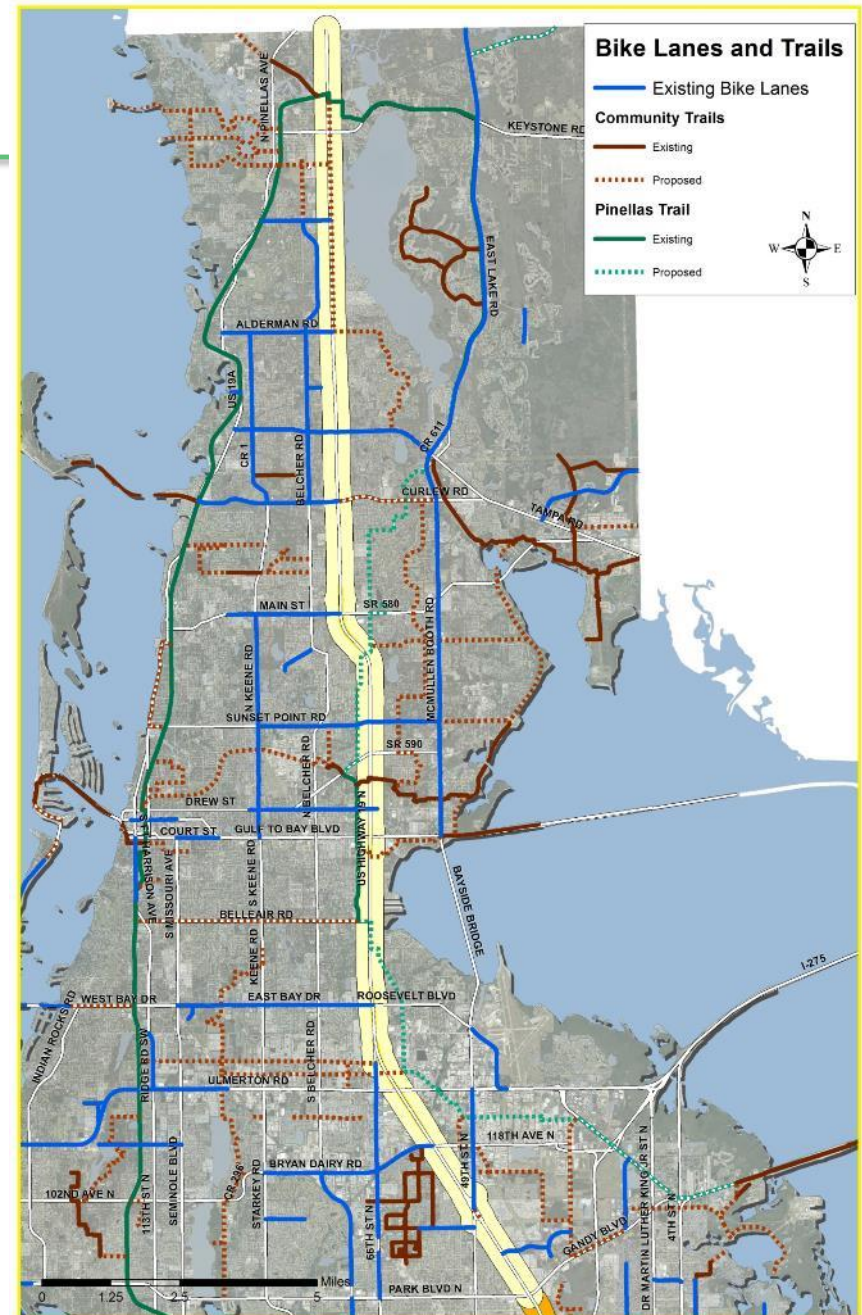 Bike Lanes and Trails
Existing Bike Lanes
Community Trails
Existing
Proposed
Pinellas Trail
Existing
Proposed
N
W
E
S
N PINELLAS AVE
KEYSTONE RD
EAST LAKE RD
ALDERMAN RD
US 19A
CR 1
BELCHER RD
CR 611
CURLEW RD
TAMPA RD
MAIN ST
SR 580
N KEENE RD
MCMULLEN BOOTH RD
SUNSET POINT RD
SR 590
N BELCHER RD
DREW ST
COURT ST
GULF TO BAY BLVD
US HIGHWAY 19 N
S FT HARRISON AVE
S MISSOURI AVE
S KEENE RD
BAYSIDE BRIDGE
BELLEAIR RD
KEENE RD
I-275
WEST BAY DR
EAST BAY DR
ROOSEVELT BLVD
INDIAN ROCKS RD
RIDGE RD SW
S BELCHER RD
ULMERTON RD
118TH AVE N
49TH ST N
SEMINOLE BLVD
BRYAN DAIRY RD
102ND AVE N
113TH ST N
CR 296
STARKEY RD
66TH ST N
GANDY BLVD
DR MARTIN LUTHER KING JR ST N
4TH ST N
PARK BLVD N
Miles
0 1.25 2.5 5